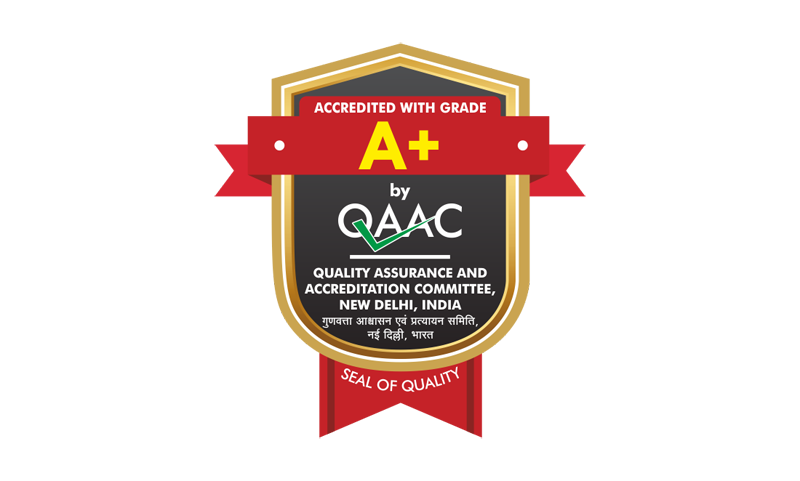 ACCREDITED WITH GRADE
A+
by
QAAC
QUALITY ASSURANCE AND
ACCREDITATION COMMITTEE,
NEW DELHI, INDIA
गुणवत्ता आश्वासन एवं प्रत्यायन समिति,
नई दिल्ली, भारत
SEAL OF QUALITY